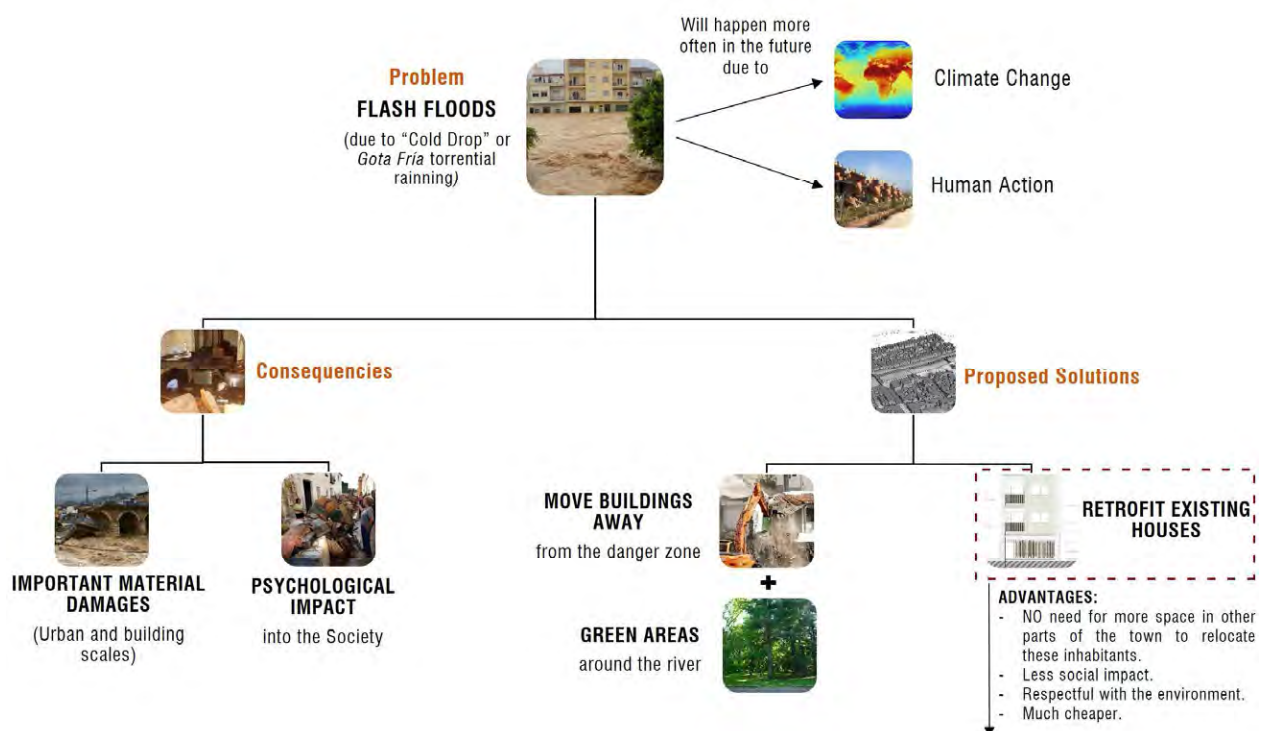 Will happen more
often in the future
due to
Problem
FLASH FLOODS
(due to “Cold Drop” or
Gota Fría torrential
rainning)
Climate Change
Human Action
Consequencies
Proposed Solutions
IMPORTANT MATERIAL
DAMAGES
(Urban and building
scales)
PSYCHOLOGICAL
IMPACT
into the Society
MOVE BUILDINGS
AWAY
from the danger zone
+
GREEN AREAS
around the river
RETROFIT EXISTING
HOUSES
ADVANTAGES:
- NO need for more space in other
parts of the town to relocate
these inhabitants.
- Less social impact.
- Respectful with the environment.
- Much cheaper.